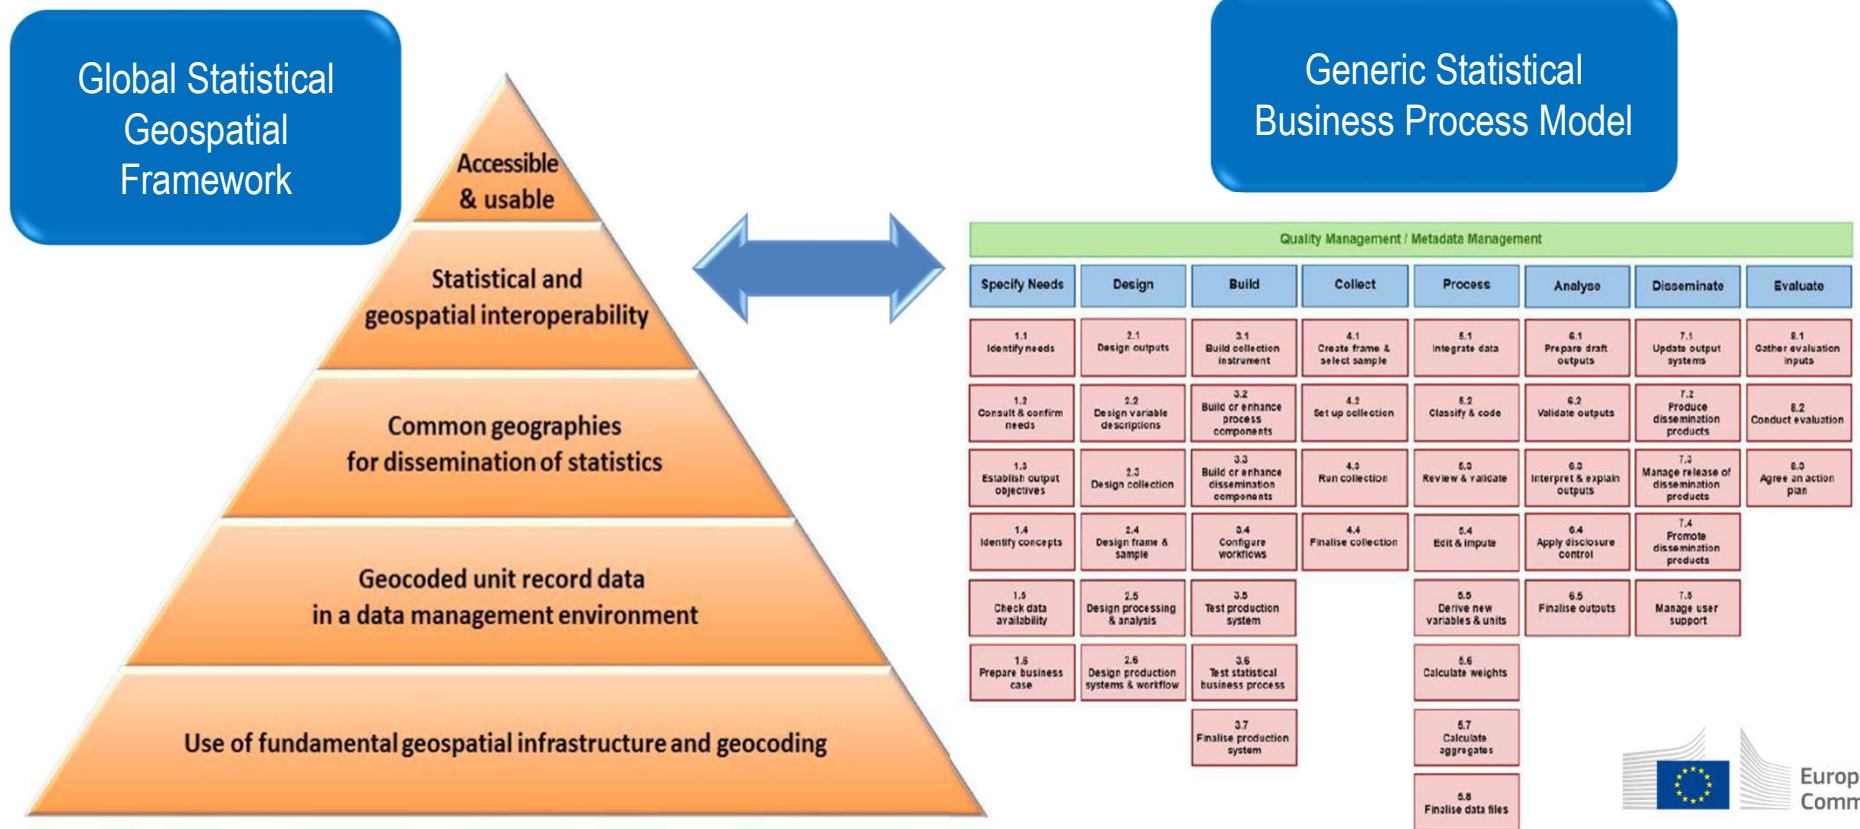 Global Statistical
Geospatial
Framework
Generic Statistical
Business Process Model
Accessible
& usable
Statistical and
geospatial interoperability
Common geographies
for dissemination of statistics
Geocoded unit record data
in a data management environment
Use of fundamental geospatial infrastructure and geocoding
Quality Management / Metadata Management
Specify Needs
Design
Build
Collect
Process
Analyse
Disseminate
Evaluate
1.1
Identify needs
2.1
Design outputs
3.1
Build collection
instrument
4.1
Create frame &
select sample
5.1
Integrate data
6.1
Prepare draft
outputs
7.1
Update output
systems
8.1
Gather evaluation
inputs
1.2
Consult & confirm
needs
2.2
Design variable
descriptions
3.2
Build or enhance
process
components
4.2
Set up collection
5.2
Classify & code
6.2
Validate outputs
7.2
Produce
dissemination
products
8.2
Conduct evaluation
1.3
Establish output
objectives
2.3
Design collection
3.3
Build or enhance
dissemination
components
4.3
Run collection
5.3
Review & validate
6.3
Interpret & explain
outputs
7.3
Manage release of
dissemination
products
8.3
Agree an action
plan
1.4
Identify concepts
2.4
Design frame &
sample
3.4
Configure
workflows
4.4
Finalise collection
5.4
Edit & impute
6.4
Apply disclosure
control
7.4
Promote
dissemination
products
1.5
Check data
availability
2.5
Design processing
& analysis
3.5
Test production
system
5.5
Derive new
variables & units
6.5
Finalise outputs
7.5
Manage user
support
1.6
Prepare business
case
2.6
Design production
systems & workflow
3.6
Test statistical
business process
5.6
Calculate weights
3.7
Finalise production
system
5.7
Calculate
aggregates
5.8
Finalise data files
Europ
Comm